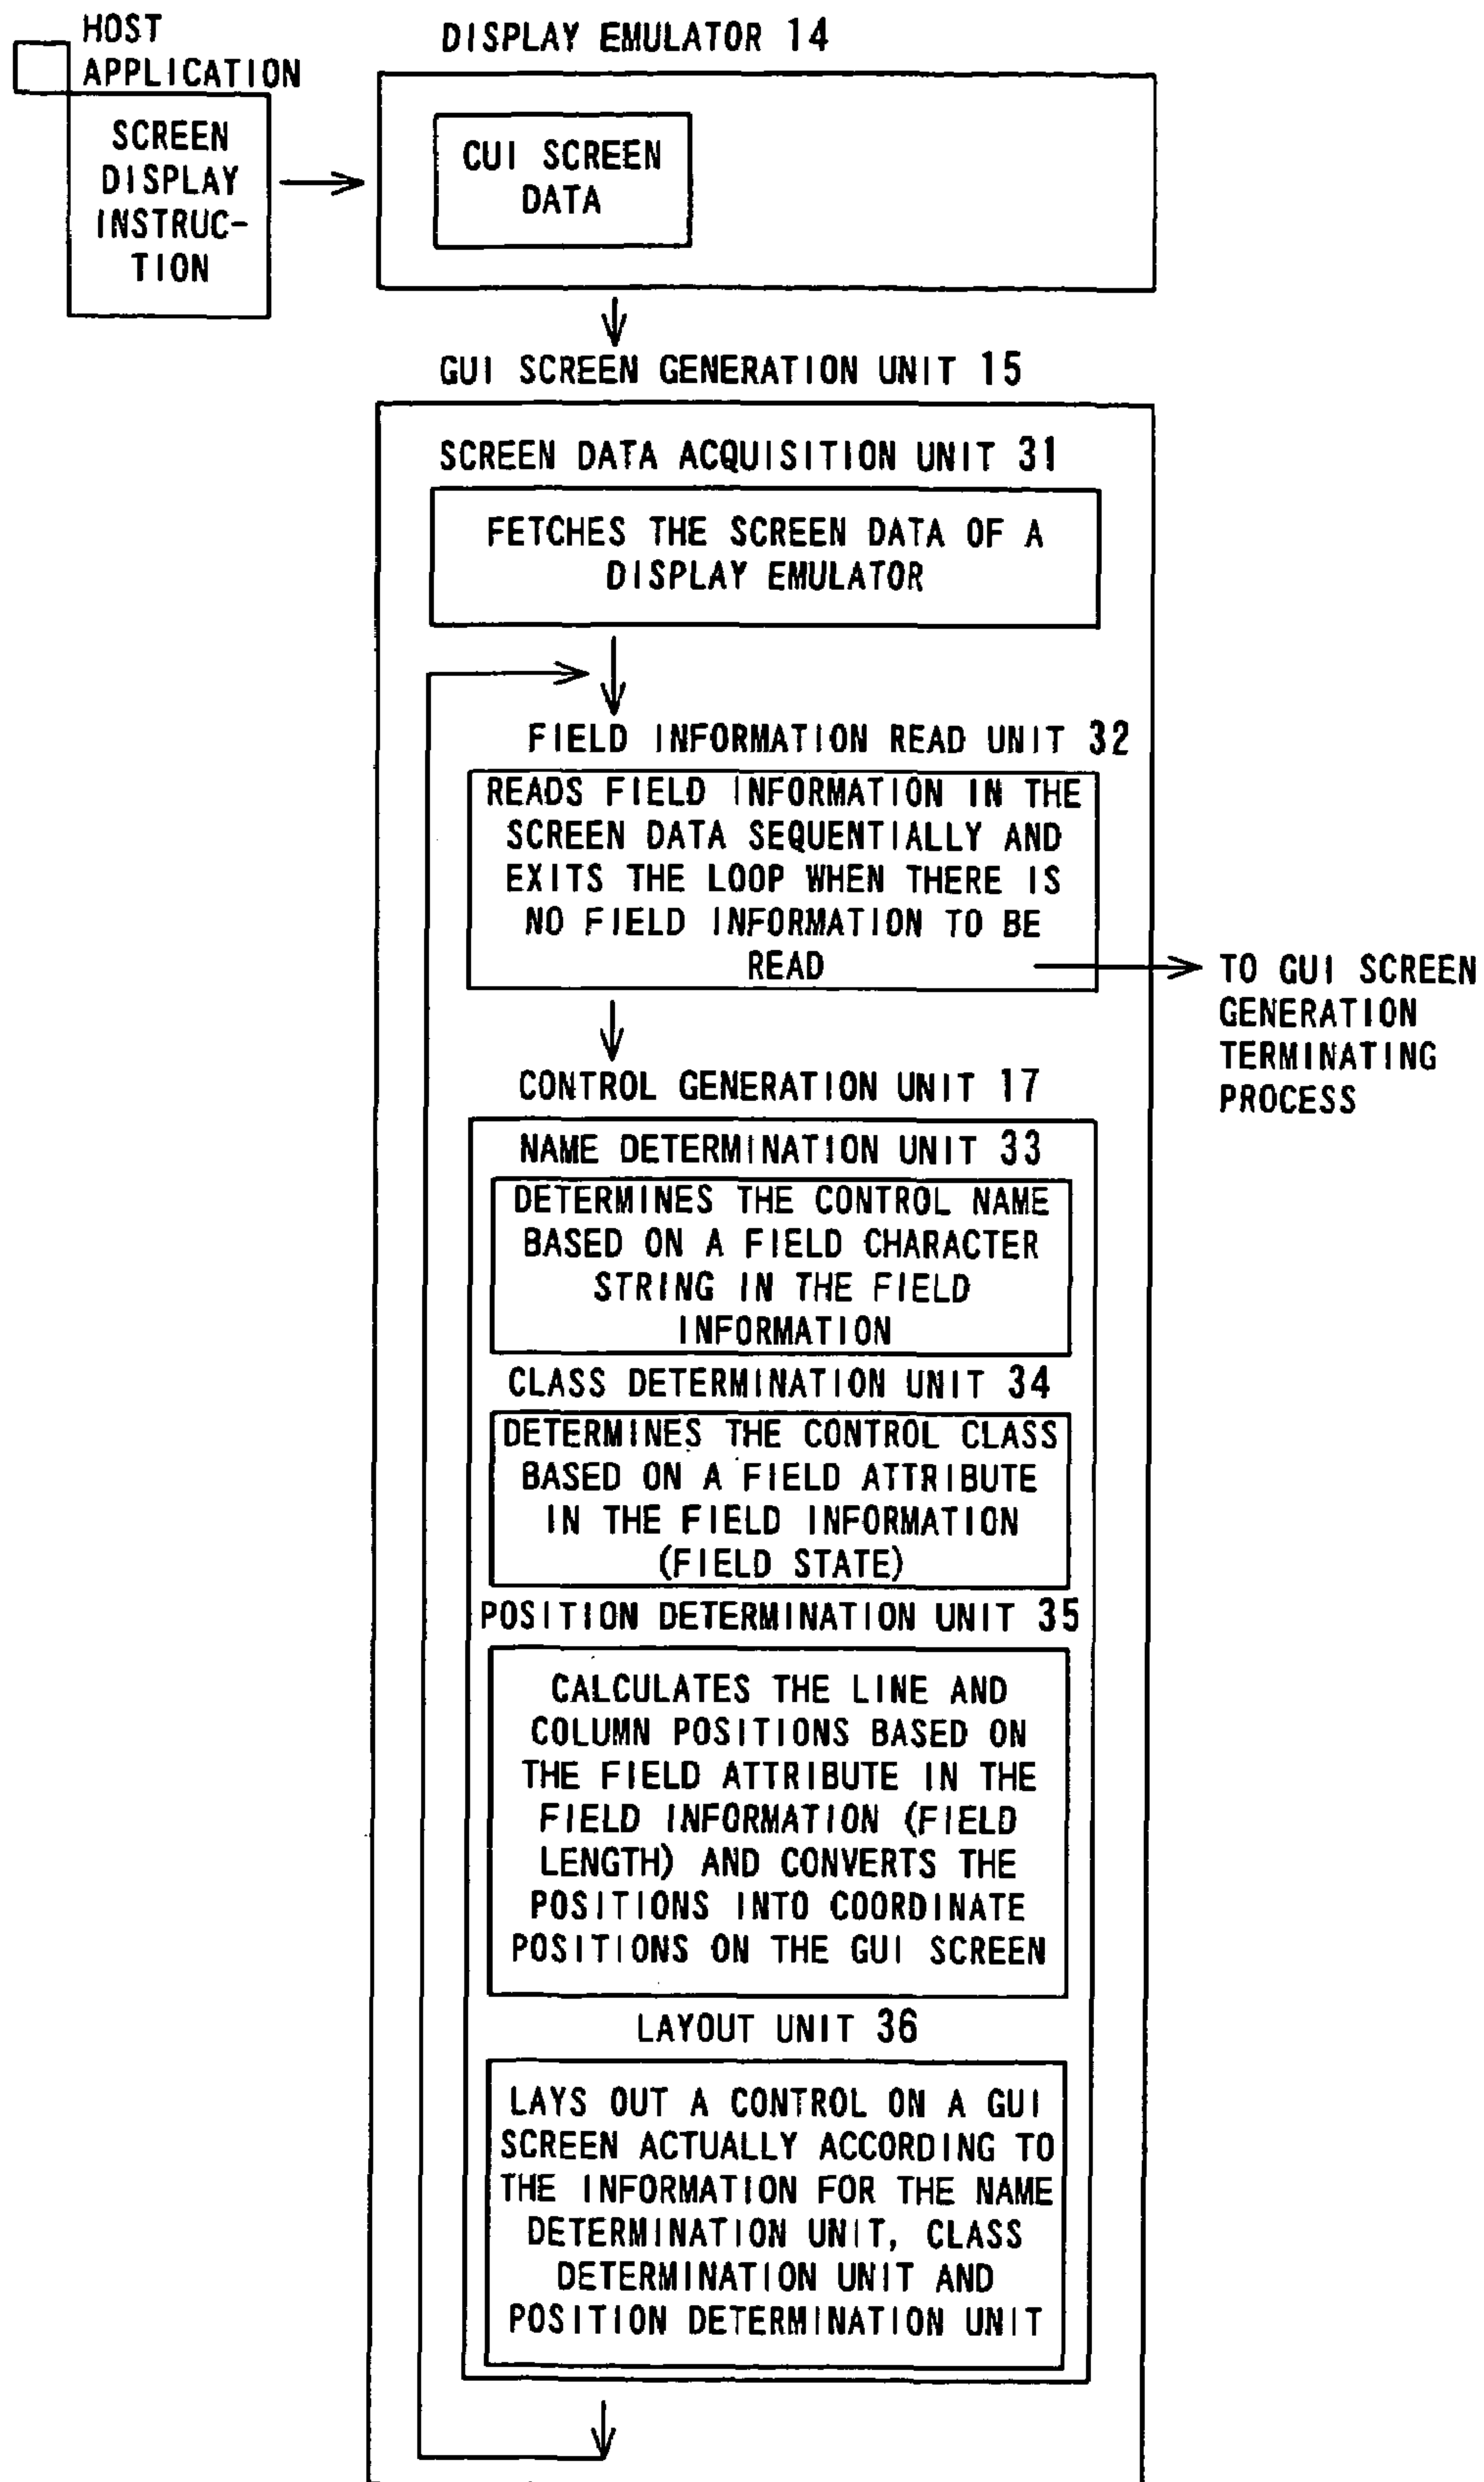 HOST
APPLICATION
SCREEN
DISPLAY
INSTRUC-
TION
DISPLAY EMULATOR 14
CUI SCREEN
DATA
GUI SCREEN GENERATION UNIT 15
SCREEN DATA ACQUISITION UNIT 31
FETCHES THE SCREEN DATA OF A
DISPLAY EMULATOR
FIELD INFORMATION READ UNIT 32
READS FIELD INFORMATION IN THE
SCREEN DATA SEQUENTIALLY AND
EXITS THE LOOP WHEN THERE IS
NO FIELD INFORMATION TO BE
READ
TO GUI SCREEN
GENERATION
TERMINATING
PROCESS
CONTROL GENERATION UNIT 17
NAME DETERMINATION UNIT 33
DETERMINES THE CONTROL NAME
BASED ON A FIELD CHARACTER
STRING IN THE FIELD
INFORMATION
CLASS DETERMINATION UNIT 34
DETERMINES THE CONTROL CLASS
BASED ON A FIELD ATTRIBUTE
IN THE FIELD INFORMATION
(FIELD STATE)
POSITION DETERMINATION UNIT 35
CALCULATES THE LINE AND
COLUMN POSITIONS BASED ON
THE FIELD ATTRIBUTE IN THE
FIELD INFORMATION (FIELD
LENGTH) AND CONVERTS THE
POSITIONS INTO COORDINATE
POSITIONS ON THE GUI SCREEN
LAYOUT UNIT 36
LAYS OUT A CONTROL ON A GUI
SCREEN ACTUALLY ACCORDING TO
THE INFORMATION FOR THE NAME
DETERMINATION UNIT, CLASS
DETERMINATION UNIT AND
POSITION DETERMINATION UNIT